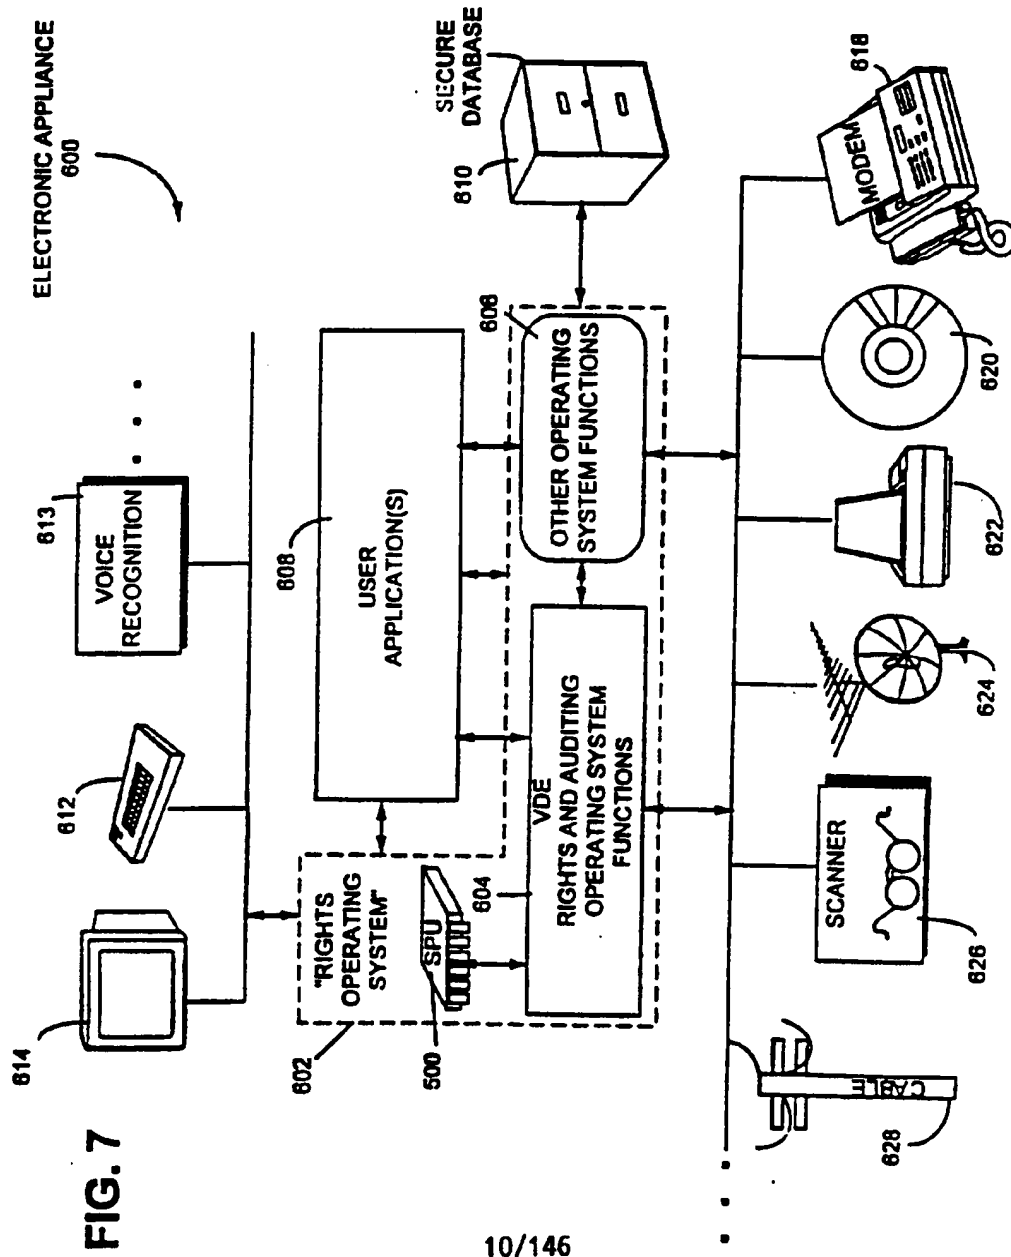 FIG. 7
ELECTRONIC APPLIANCE
600
614
612
613
VOICE
RECOGNITION
602
"RIGHTS
OPERATING
SYSTEM"
608
USER
APPLICATION(S)
SPU
500
604
VDE
RIGHTS AND AUDITING
OPERATING SYSTEM
FUNCTIONS
606
OTHER OPERATING
SYSTEM FUNCTIONS
610
SECURE
DATABASE
CABLE
628
SCANNER
626
624
622
620
MODEM
618
10/146